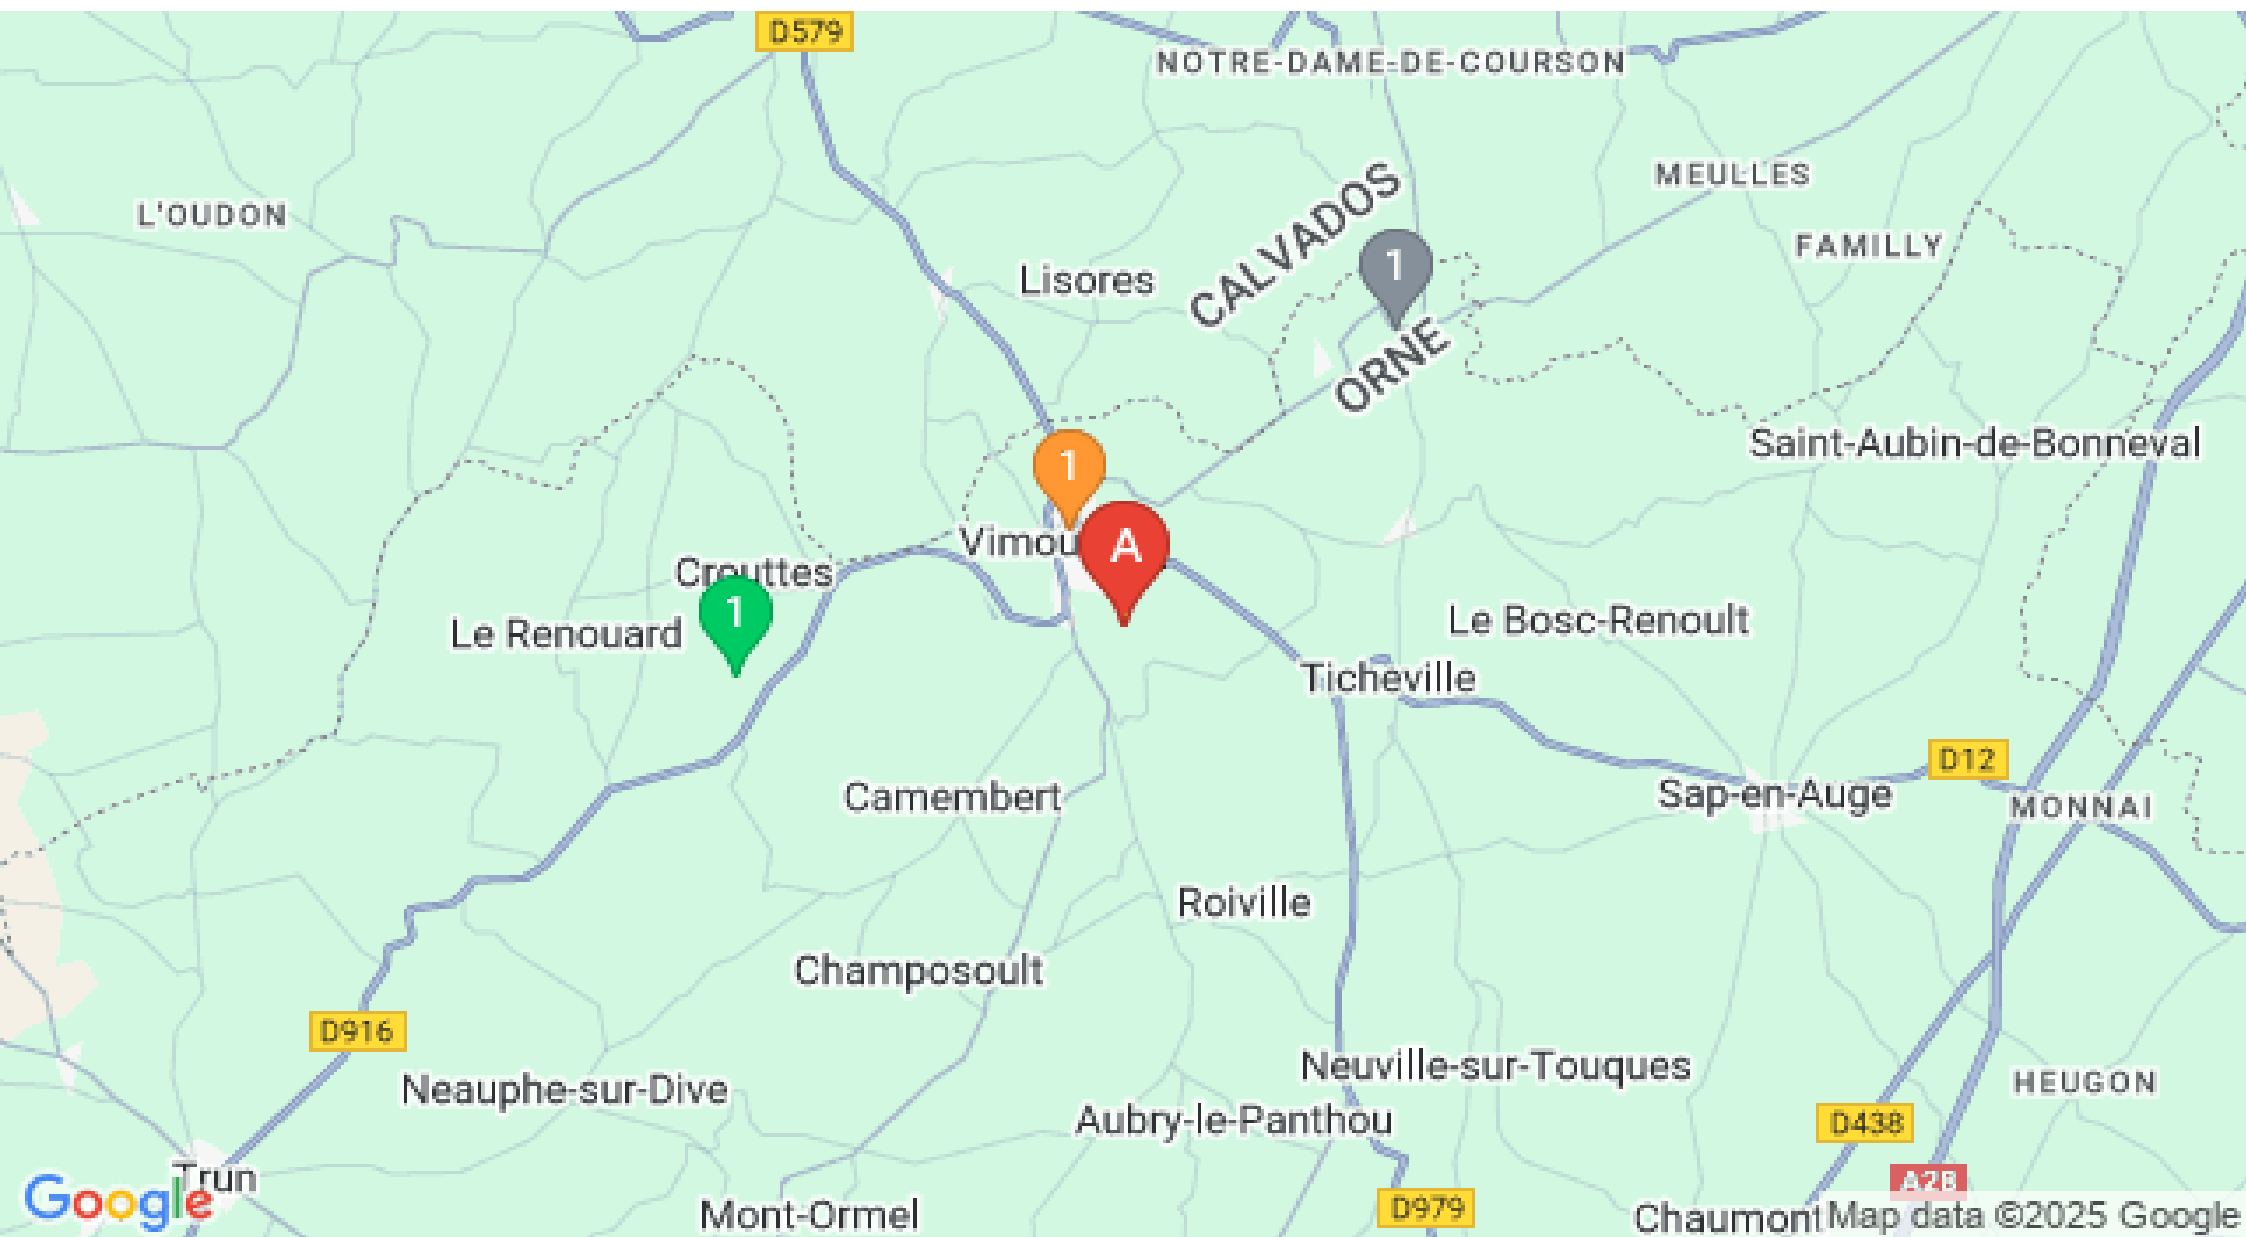 D579
NOTRE-DAME-DE-COURSON
MEULLES
L'OUDON
CALVADOS
FAMILLY
1
Lisores
ORNE
Saint-Aubin-de-Bonneval
1
Vimou
A
Crouttes
1
Le Renouard
Le Bosc-Renoult
Ticheville
D12
Camembert
Sap-en-Auge
MONNAI
Roiville
Champosoult
D916
Neauphe-sur-Dive
Neuville-sur-Touques
HEUGON
Aubry-le-Panthou
D438
Trun
A28
Google
Mont-Ormel
D979
Chaumont
Map data ©2025 Google